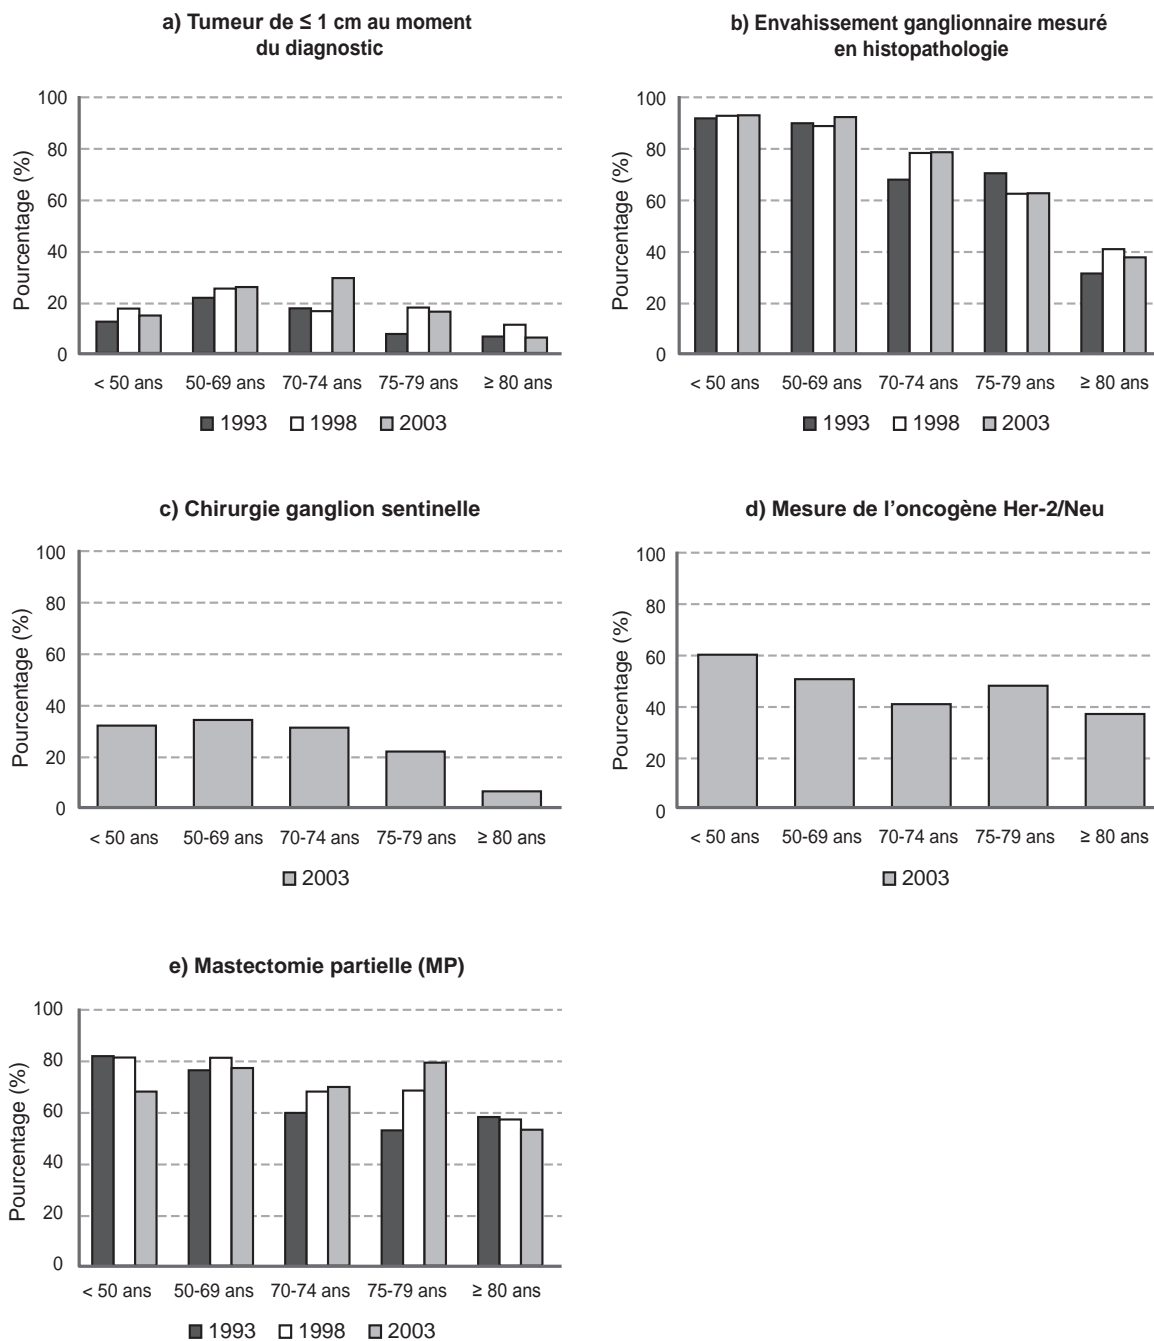 a) Tumeur de ≤ 1 cm au moment
du diagnostic
Pourcentage (%)
100
80
60
40
20
0
< 50 ans 50-69 ans 70-74 ans 75-79 ans ≥ 80 ans
1993 1998 2003
b) Envahissement ganglionnaire mesuré
en histopathologie
Pourcentage (%)
100
80
60
40
20
0
< 50 ans 50-69 ans 70-74 ans 75-79 ans ≥ 80 ans
1993 1998 2003
c) Chirurgie ganglion sentinelle
Pourcentage (%)
100
80
60
40
20
0
< 50 ans 50-69 ans 70-74 ans 75-79 ans ≥ 80 ans
2003
d) Mesure de l’oncogène Her-2/Neu
Pourcentage (%)
100
80
60
40
20
0
< 50 ans 50-69 ans 70-74 ans 75-79 ans ≥ 80 ans
2003
e) Mastectomie partielle (MP)
Pourcentage (%)
100
80
60
40
20
0
< 50 ans 50-69 ans 70-74 ans 75-79 ans ≥ 80 ans
1993 1998 2003